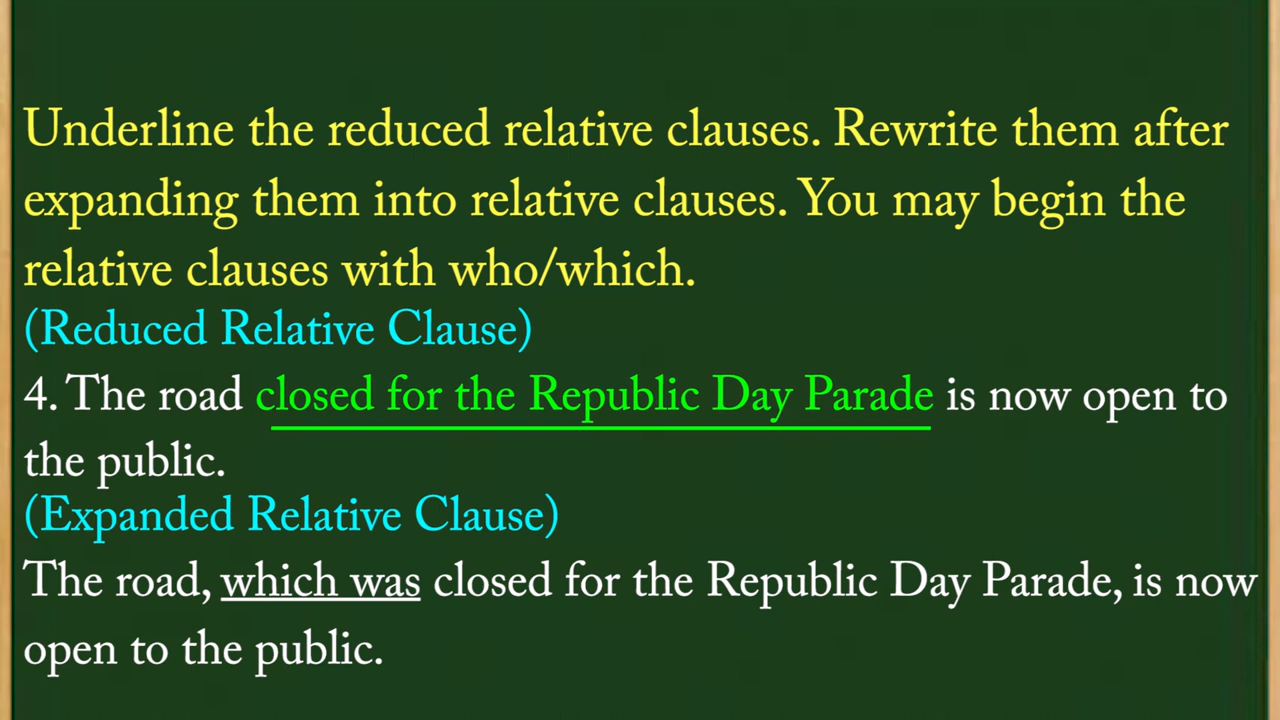 Underline the reduced relative clauses. Rewrite them after
expanding them into relative clauses. You may begin the
relative clauses with who/which.
(Reduced Relative Clause)
4. The road closed for the Republic Day Parade is now open to
the public.
(Expanded Relative Clause)
The road, which was closed for the Republic Day Parade, is now
open to the public.